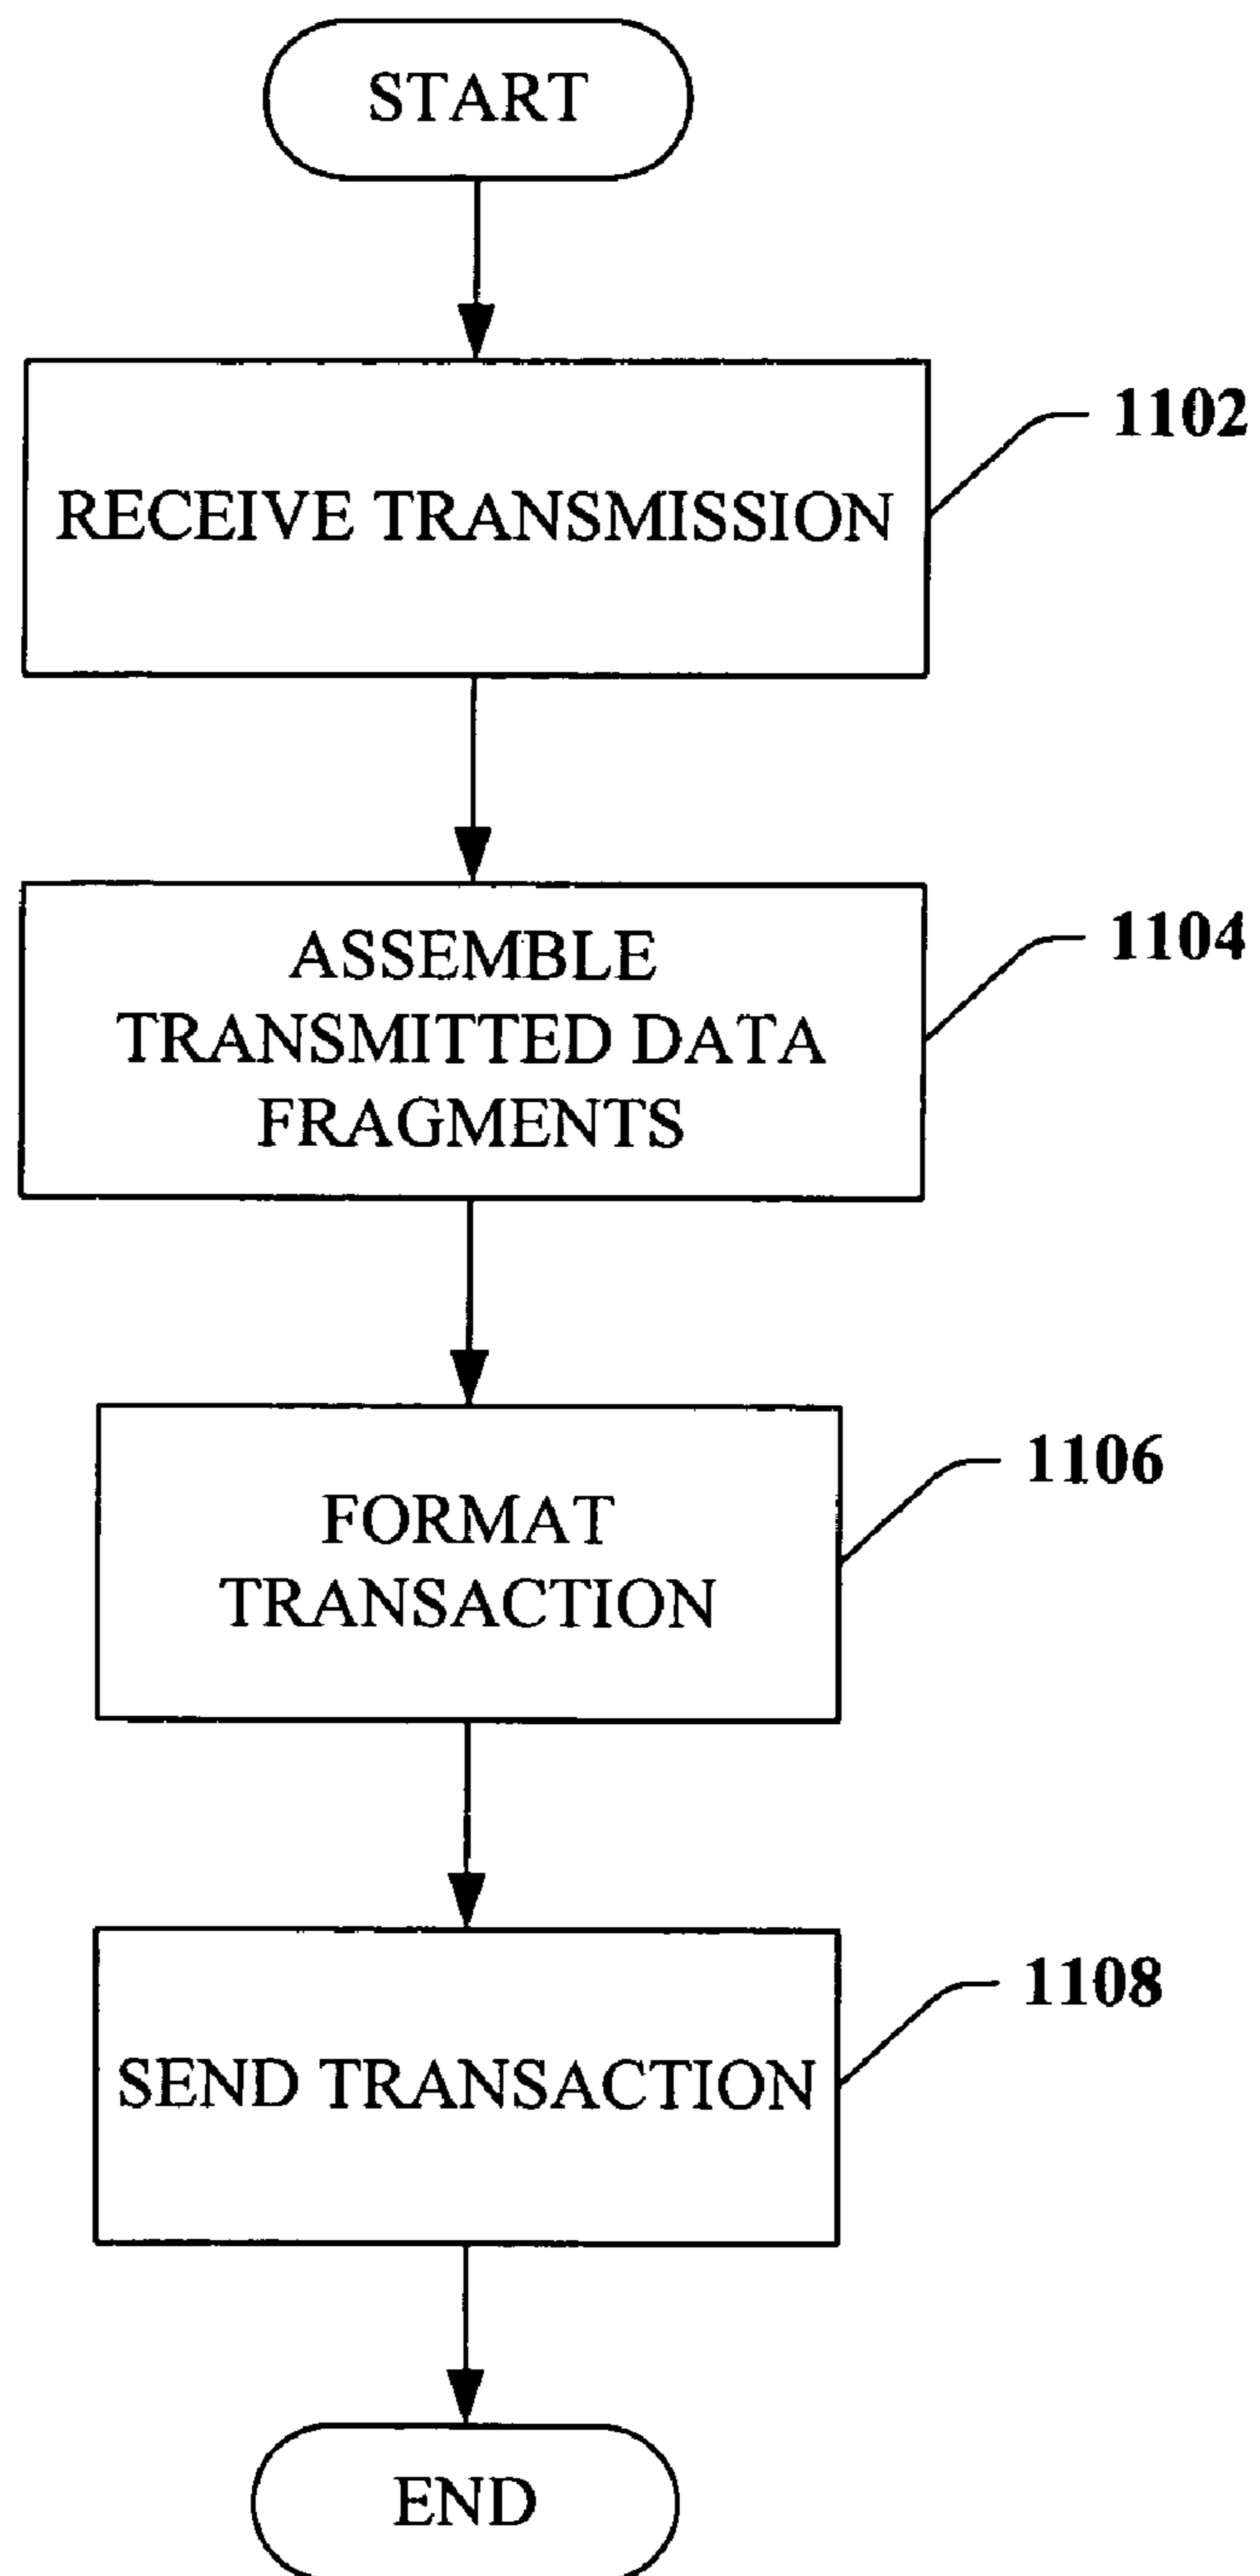 START
RECEIVE TRANSMISSION
1102
ASSEMBLE
TRANSMITTED DATA
FRAGMENTS
1104
FORMAT
TRANSACTION
1106
SEND TRANSACTION
1108
END